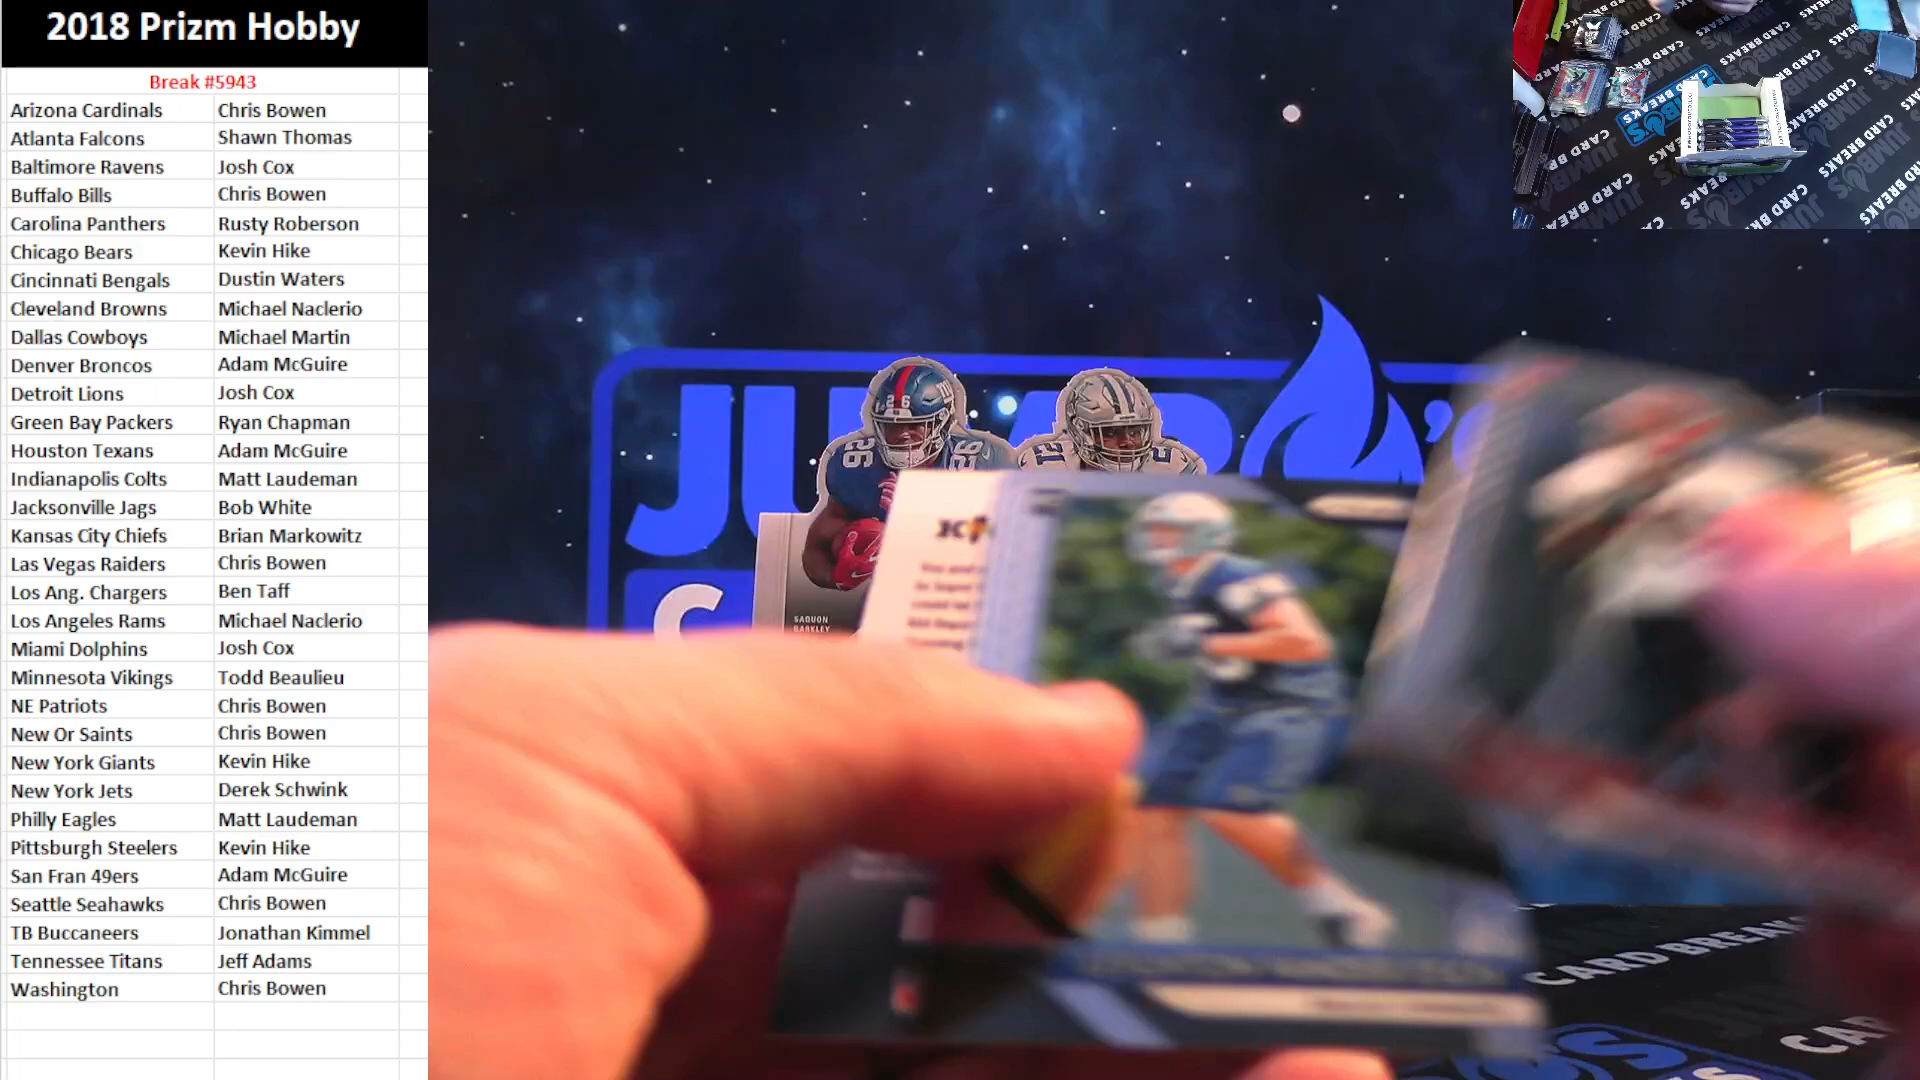 2018 Prizm Hobby
Break #5943
Arizona Cardinals Chris Bowen
Atlanta Falcons Shawn Thomas
Baltimore Ravens Josh Cox
Buffalo Bills Chris Bowen
Carolina Panthers Rusty Roberson
Chicago Bears Kevin Hike
Cincinnati Bengals Dustin Waters
Cleveland Browns Michael Naclerio
Dallas Cowboys Michael Martin
Denver Broncos Adam McGuire
Detroit Lions Josh Cox
Green Bay Packers Ryan Chapman
Houston Texans Adam McGuire
Indianapolis Colts Matt Laudeman
Jacksonville Jags Bob White
Kansas City Chiefs Brian Markowitz
Las Vegas Raiders Chris Bowen
Los Ang. Chargers Ben Taff
Los Angeles Rams Michael Naclerio
Miami Dolphins Josh Cox
Minnesota Vikings Todd Beaulieu
NE Patriots Chris Bowen
New Or Saints Chris Bowen
New York Giants Kevin Hike
New York Jets Derek Schwink
Philly Eagles Matt Laudeman
Pittsburgh Steelers Kevin Hike
San Fran 49ers Adam McGuire
Seattle Seahawks Chris Bowen
TB Buccaneers Jonathan Kimmel
Tennessee Titans Jeff Adams
Washington Chris Bowen
26
26
21
SAQUON
BARKLEY
CARD BREAKS
JUMBO'S
CARD BREAKS